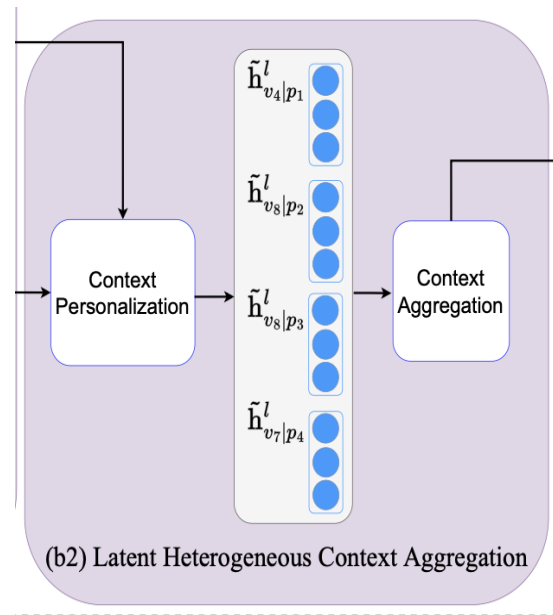 h̃^l_{v_4|p_1}
h̃^l_{v_8|p_2}
Context
Personalization
h̃^l_{v_8|p_3}
Context
Aggregation
h̃^l_{v_7|p_4}
(b2) Latent Heterogeneous Context Aggregation